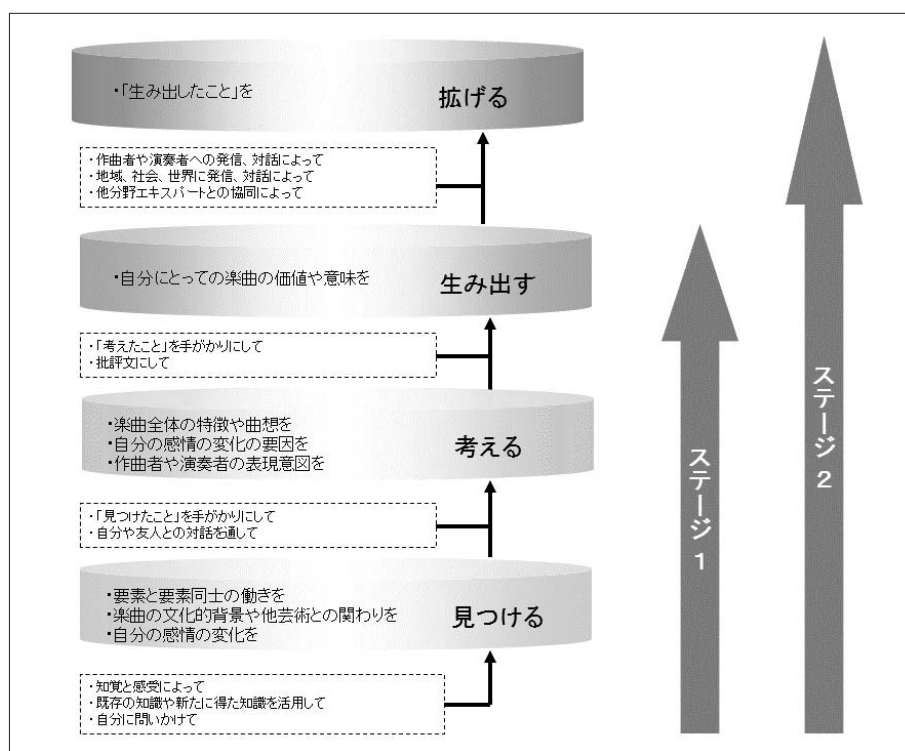 ・「生み出したこと」を
拡げる
・作曲者や演奏者への発信、対話によって
・地域、社会、世界に発信、対話によって
・他分野エキスパートとの協同によって
・自分にとっての楽曲の価値や意味を
生み出す
・「考えたこと」を手がかりにして
・批評文にして
・楽曲全体の特徴や曲想を
・自分の感情の変化の要因を
・作曲者や演奏者の表現意図を
考える
・「見つけたこと」を手がかりにして
・自分や友人との対話を通して
・要素と要素同士の働きを
・楽曲の文化的背景や他芸術との関わりを
・自分の感情の変化を
見つける
・知覚と感受によって
・既存の知識や新たに得た知識を活用して
・自分に問いかけて
ステージ 1
ステージ 2